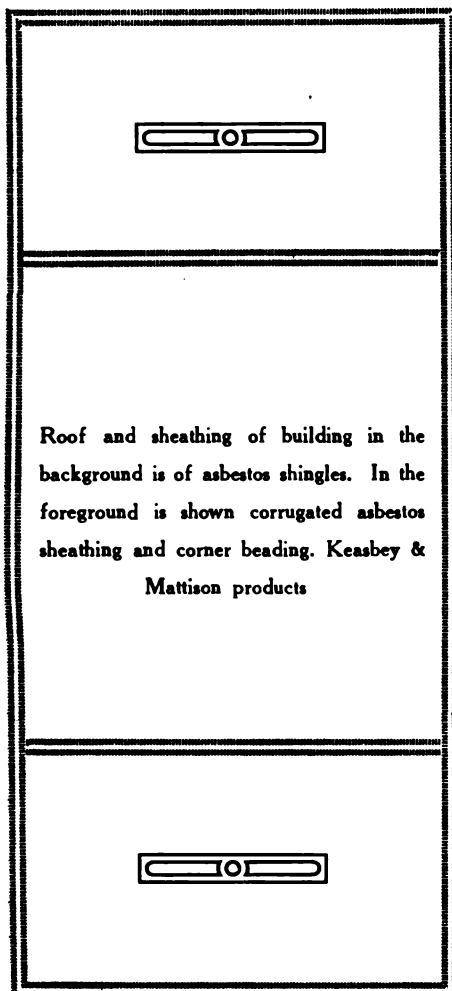 Roof and sheathing of building in the
background is of asbestos shingles. In the
foreground is shown corrugated asbestos
sheathing and corner beading. Keasbey &
Mattison products